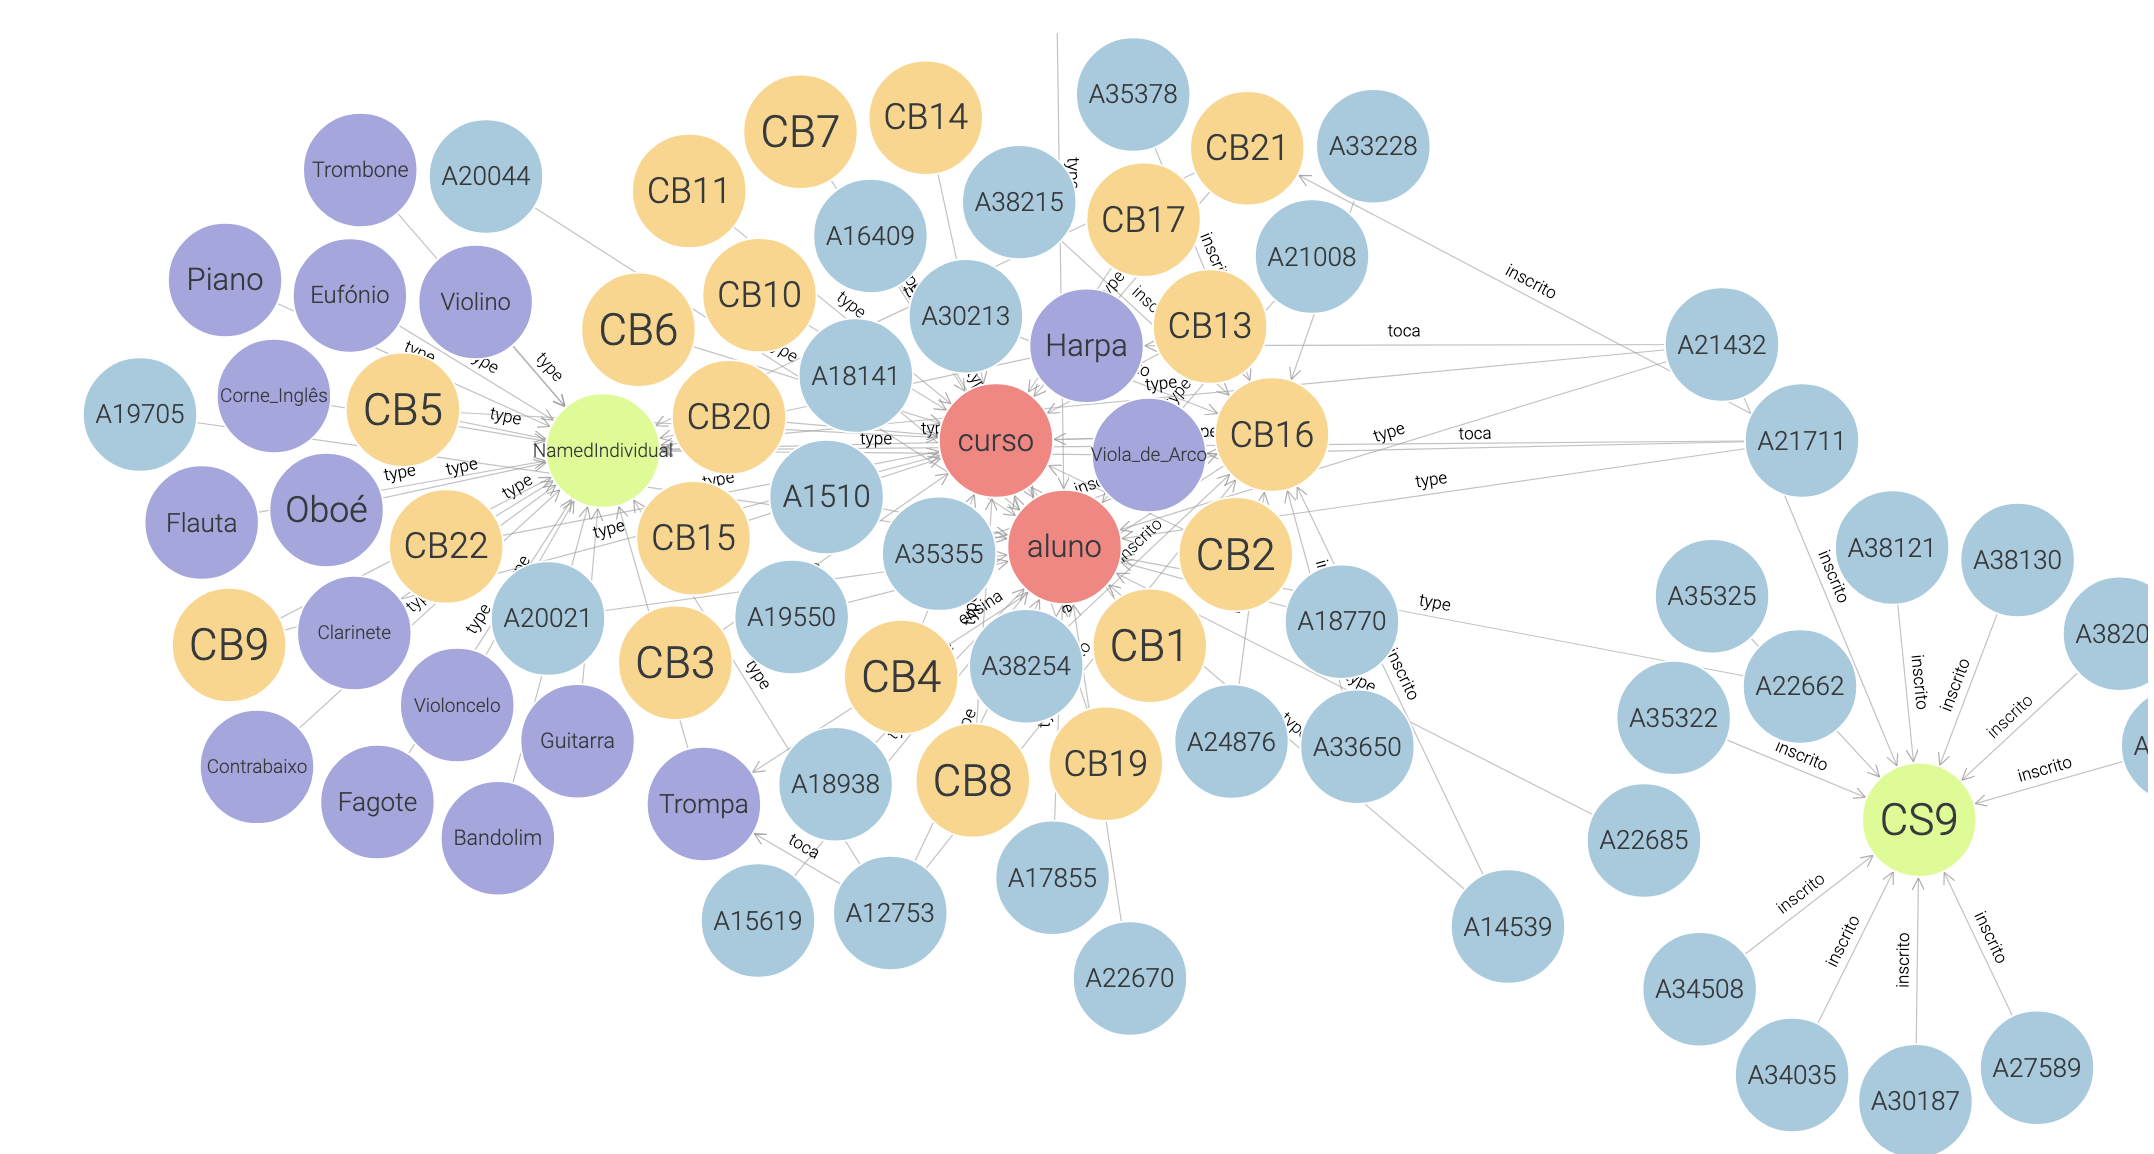 A35378
CB14
CB7
A33228
CB21
Trombone
A20044
CB11
A38215
CB17
A16409
type
inscrito
A21008
Piano
Eufónio
Violino
CB10
type
A30213
CB6
CB13
Harpa
toca
A21432
type
type
A18141
type
Corne_Inglês
CB5
A19705
type
CB20
curso
type
type
CB16
type
toca
A21711
NamedIndividual
Viola_de_Arco
type
type
type
type
A1510
Flauta
Oboé
type
CB22
CB15
A35355
aluno
inscrito
CB2
A38121
A38130
inscrito
A35325
type
A20021
A19550
A18770
CB9
Clarinete
type
CB3
CB4
A38254
CB1
inscrito
type
inscrito
inscrito
inscrito
A22662
Violoncelo
A35322
Guitarra
A24876
A33650
inscrito
inscrito
Contrabaixo
Fagote
Trompa
A18938
CB8
CB19
CS9
Bandolim
toca
A22685
A15619
A12753
A17855
A14539
inscrito
inscrito
inscrito
inscrito
A22670
A34508
A34035
A30187
A27589